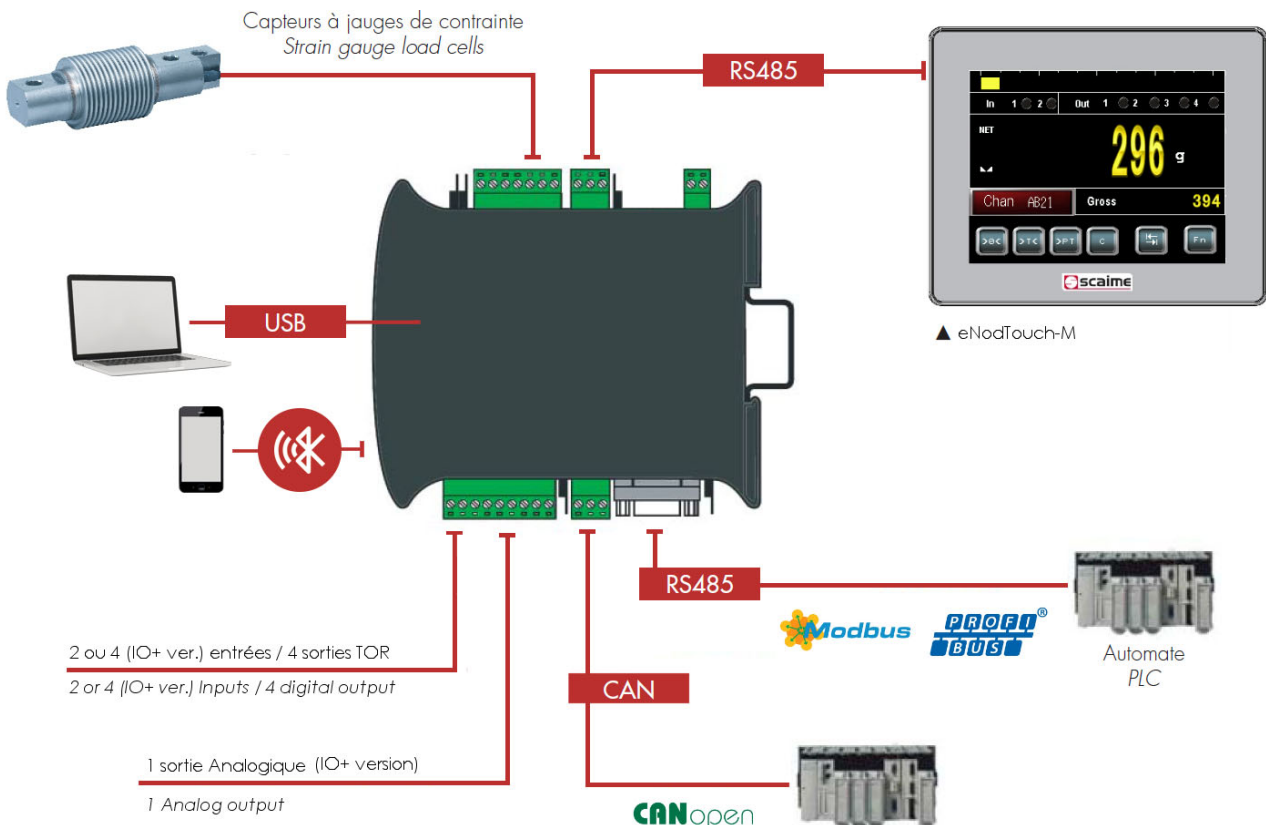 Capteurs à jauges de contrainte
Strain gauge load cells
RS485
In 1 2 Out 1 2 3 4
NET
296 g
Chan AB21 Gross 394
>0< >T< >PT C Fn
scaime
▲ eNodTouch-M
USB
RS485
Modbus
PROFI®
BUS
Automate
PLC
2 ou 4 (IO+ ver.) entrées / 4 sorties TOR
2 or 4 (IO+ ver.) Inputs / 4 digital output
CAN
1 sortie Analogique (IO+ version)
1 Analog output
CANopen